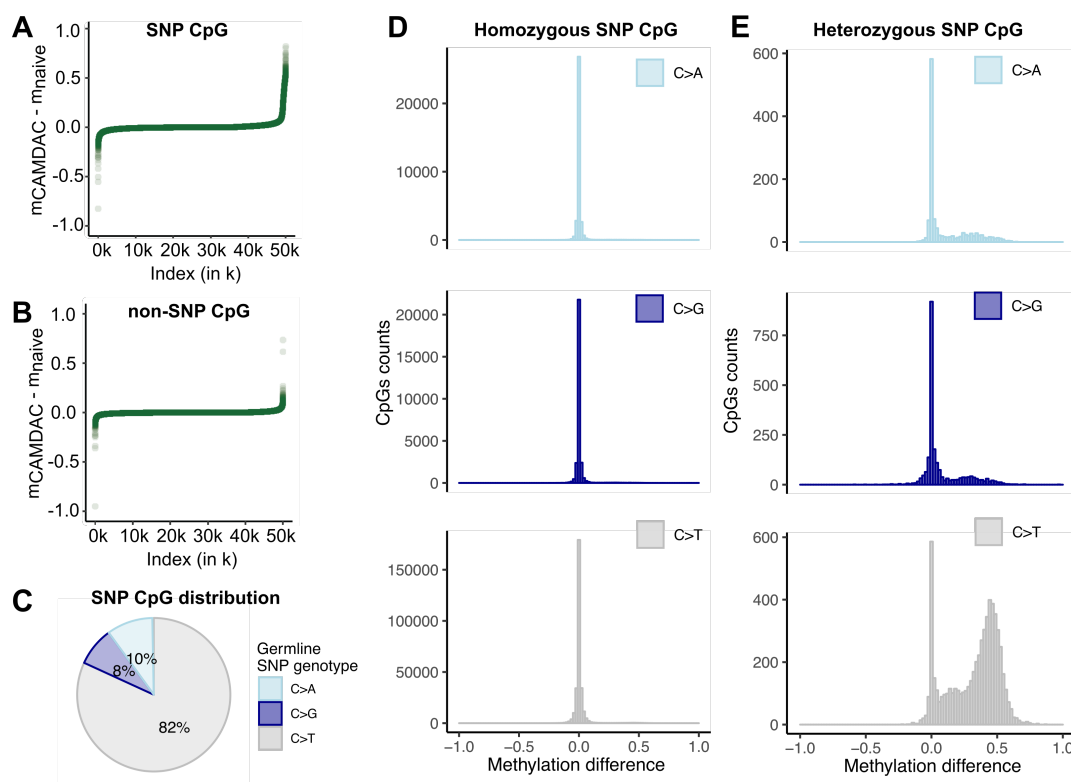 A
SNP CpG
mCAMDAC - mnaive
1.0
0.5
0.0
-0.5
-1.0
0k 10k 20k 30k 40k 50k
Index (in k)
B
non-SNP CpG
mCAMDAC - mnaive
1.0
0.5
0.0
-0.5
-1.0
0k 10k 20k 30k 40k 50k
Index (in k)
C
SNP CpG distribution
10%
8%
82%
Germline
SNP genotype
C>A
C>G
C>T
D
Homozygous SNP CpG
CpGs counts
C>A
20000
10000
0
C>G
20000
15000
10000
5000
0
C>T
150000
100000
50000
0
−1.0 −0.5 0.0 0.5 1.0
Methylation difference
E
Heterozygous SNP CpG
CpGs counts
C>A
600
400
200
0
C>G
750
500
250
0
C>T
600
400
200
0
−1.0 −0.5 0.0 0.5 1.0
Methylation difference